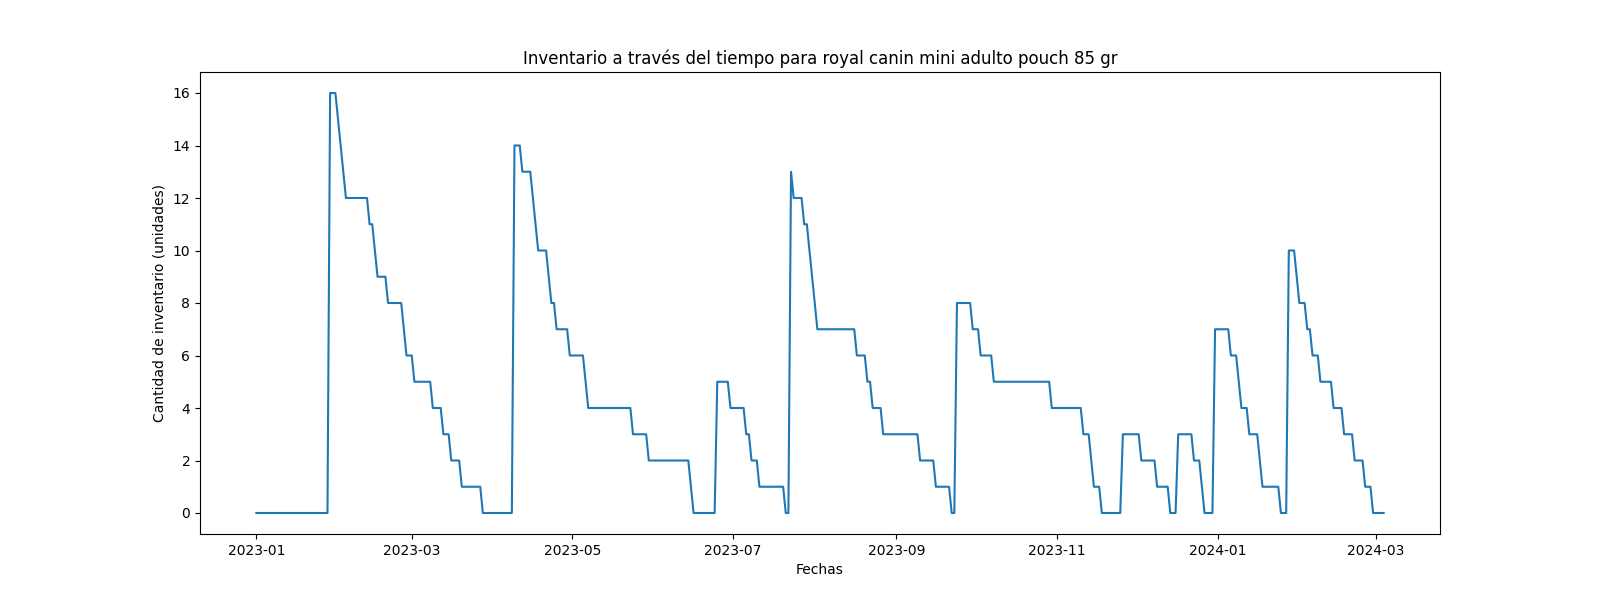 Inventario a través del tiempo para royal canin mini adulto pouch 85 gr
Cantidad de inventario (unidades)
16
14
12
10
8
6
4
2
0
2023-01 2023-03 2023-05 2023-07 2023-09 2023-11 2024-01 2024-03
Fechas